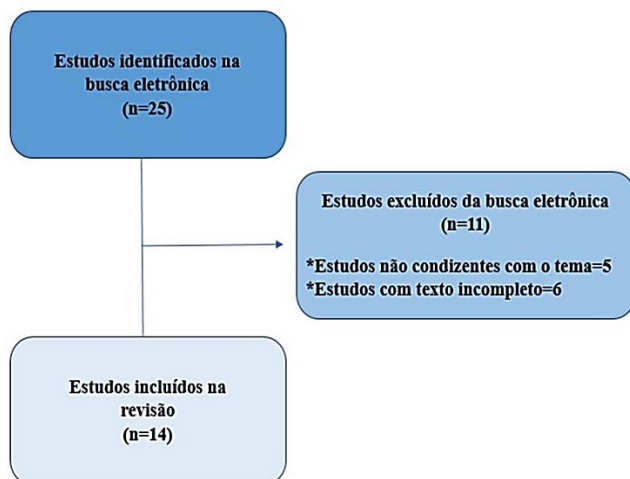 Estudos identificados na
busca eletrônica
(n=25)
Estudos excluídos da busca eletrônica
(n=11)
*Estudos não condizentes com o tema=5
*Estudos com texto incompleto=6
Estudos incluídos na
revisão
(n=14)